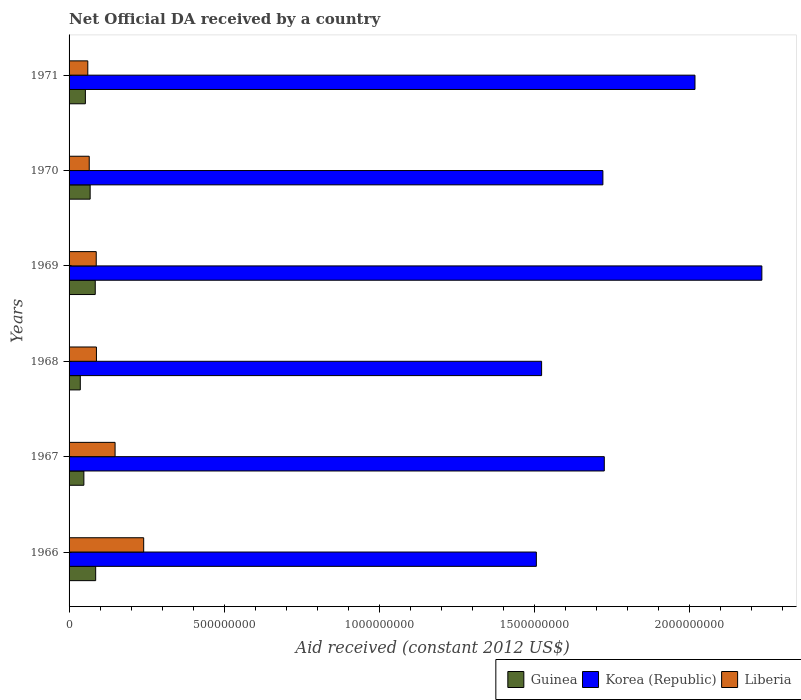 Net Official DA received by a country
Years
1971
1970
1969
1968
1967
1966
0
500000000
1000000000
1500000000
2000000000
Aid received (constant 2012 US$)
Guinea
Korea (Republic)
Liberia